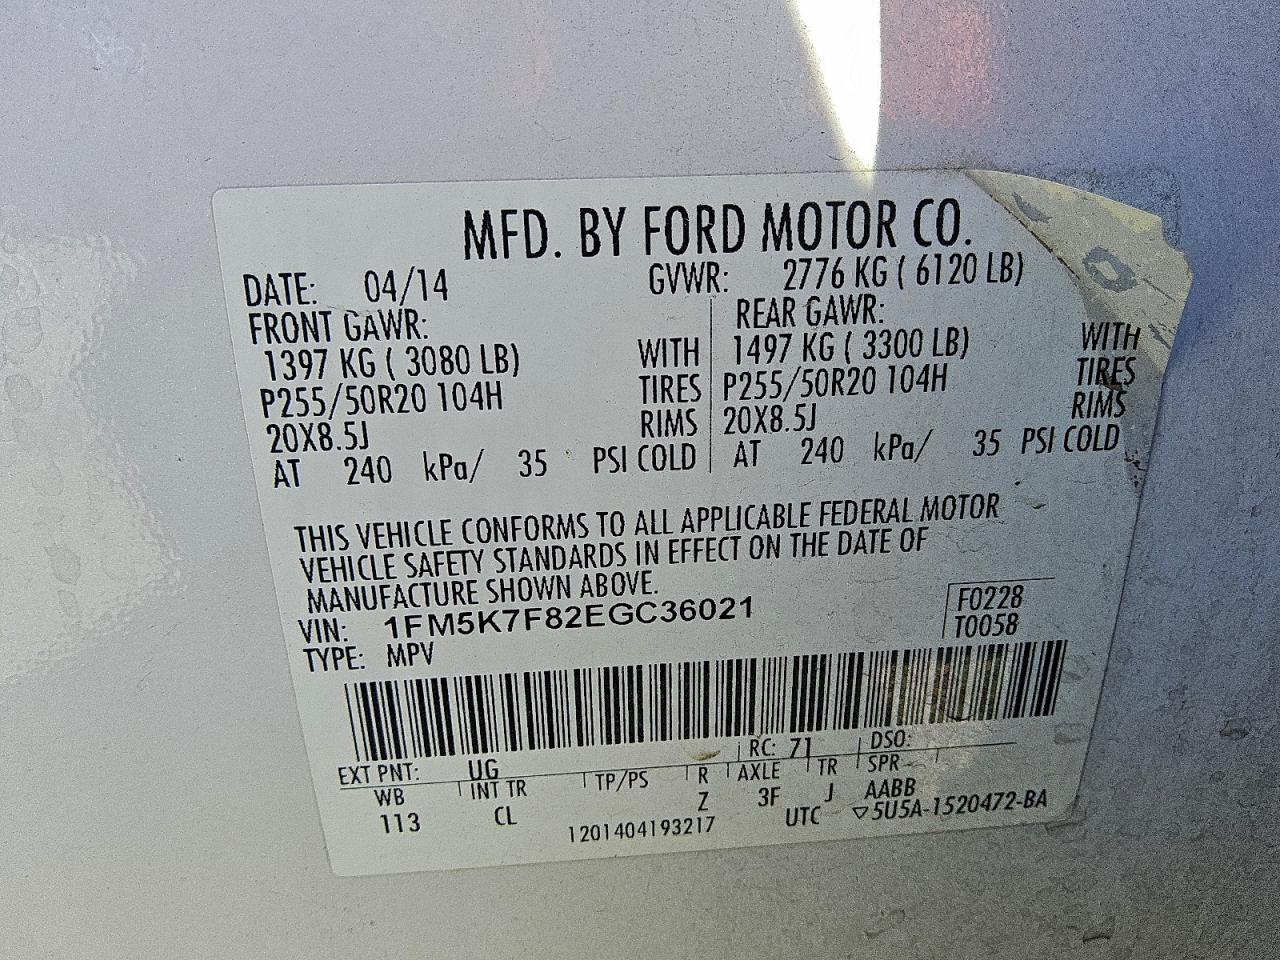 MFD. BY FORD MOTOR CO.
DATE: 04/14 GVWR: 2776 KG ( 6120 LB)
FRONT GAWR: REAR GAWR:
1397 KG ( 3080 LB) WITH 1497 KG ( 3300 LB) WITH
P255/50R20 104H TIRES P255/50R20 104H TIRES
20X8.5J RIMS 20X8.5J RIMS
AT 240 kPa/ 35 PSI COLD AT 240 kPa/ 35 PSI COLD
THIS VEHICLE CONFORMS TO ALL APPLICABLE FEDERAL MOTOR
VEHICLE SAFETY STANDARDS IN EFFECT ON THE DATE OF
MANUFACTURE SHOWN ABOVE.
VIN: 1FM5K7F82EGC36021 F0228
TYPE: MPV T0058
EXT PNT: UG RC: 71 DSO:
WB INT TR TP/PS R AXLE TR SPR
113 CL Z 3F J AABB
1201404193217 UTC ▽5U5A-1520472-BA